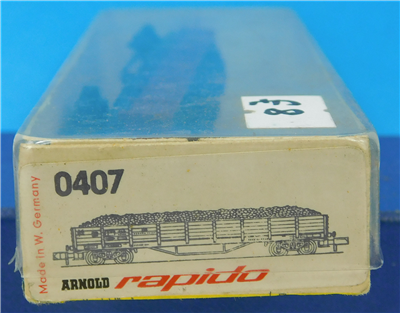 0407
Made in W. Germany
ARNOLD rapido